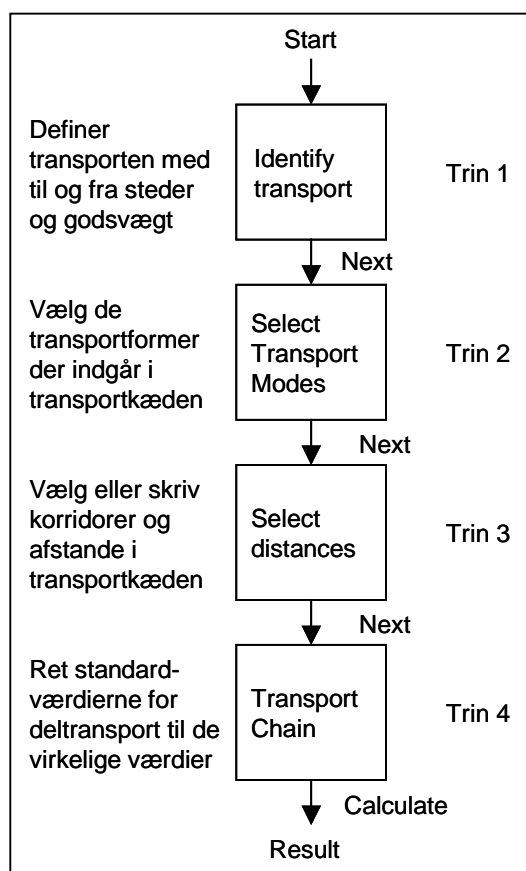 Start
Definer
transporten med
til og fra steder
og godsvægt
Identify
transport
Trin 1
Next
Vælg de
transportformer
der indgår i
transportkæden
Select
Transport
Modes
Trin 2
Next
Vælg eller skriv
korridorer og
afstande i
transportkæden
Select
distances
Trin 3
Next
Ret standard-
værdierne for
deltransport til de
virkelige værdier
Transport
Chain
Trin 4
Calculate
Result